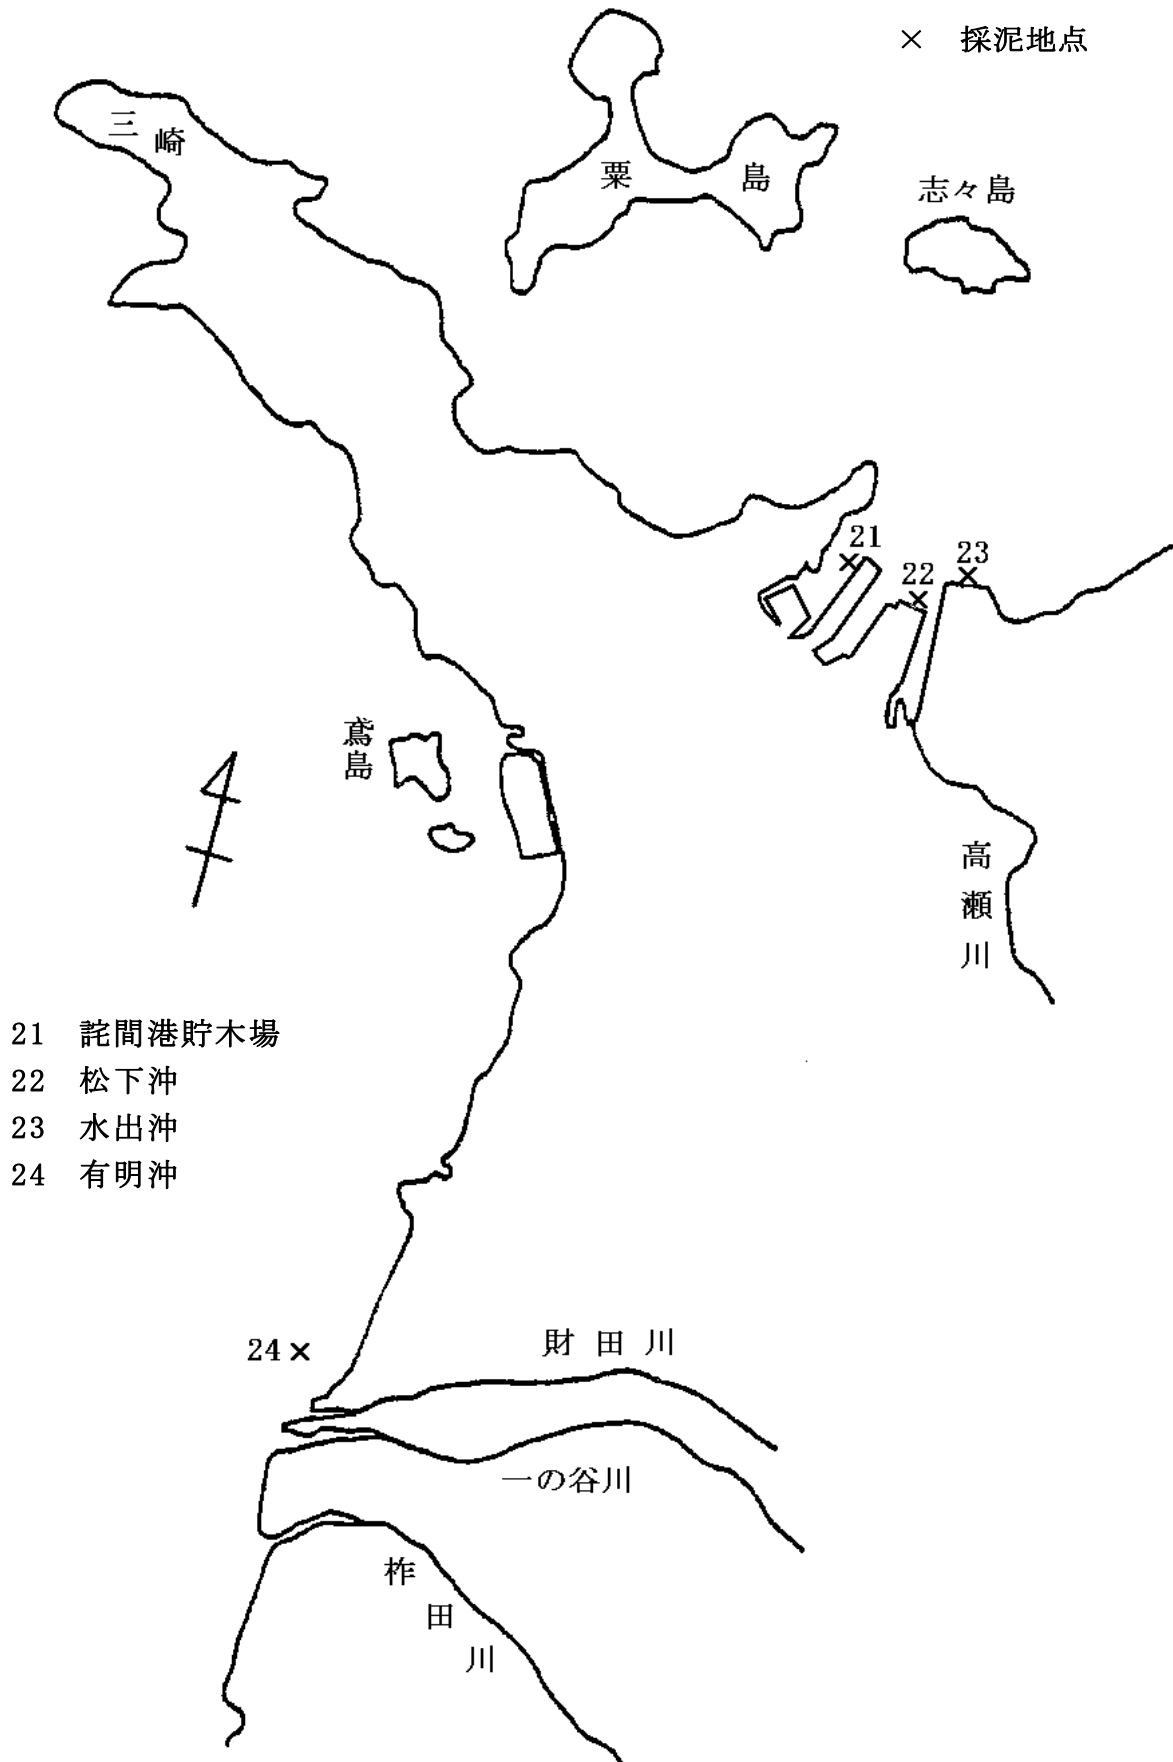 × 採泥地点
三崎
粟島
志々島
21
22
23
鳶島
高瀬川
21 詫間港貯木場
22 松下沖
23 水出沖
24 有明沖
24 ×
財田川
一の谷川
柞田川